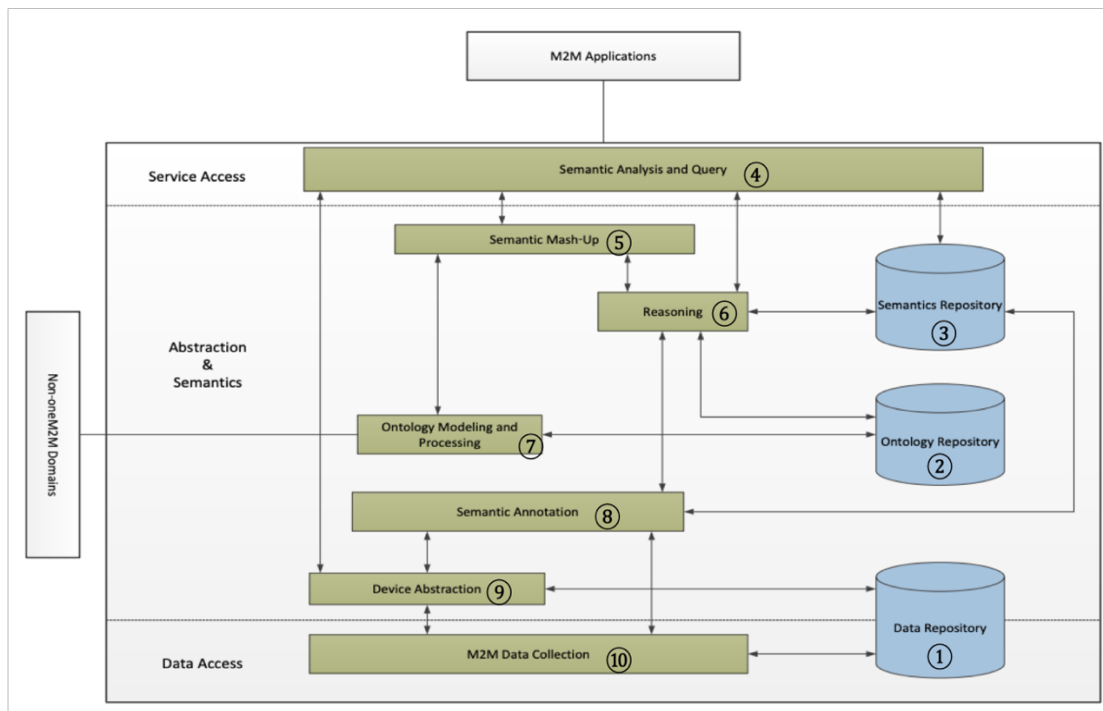 M2M Applications
Service Access
Semantic Analysis and Query ④
Semantic Mash-Up ⑤
Reasoning ⑥
Semantics Repository
③
Abstraction
&
Semantics
Non-oneM2M Domains
Ontology Modeling and
Processing ⑦
Ontology Repository
②
Semantic Annotation ⑧
Device Abstraction ⑨
Data Repository
①
Data Access
M2M Data Collection ⑩